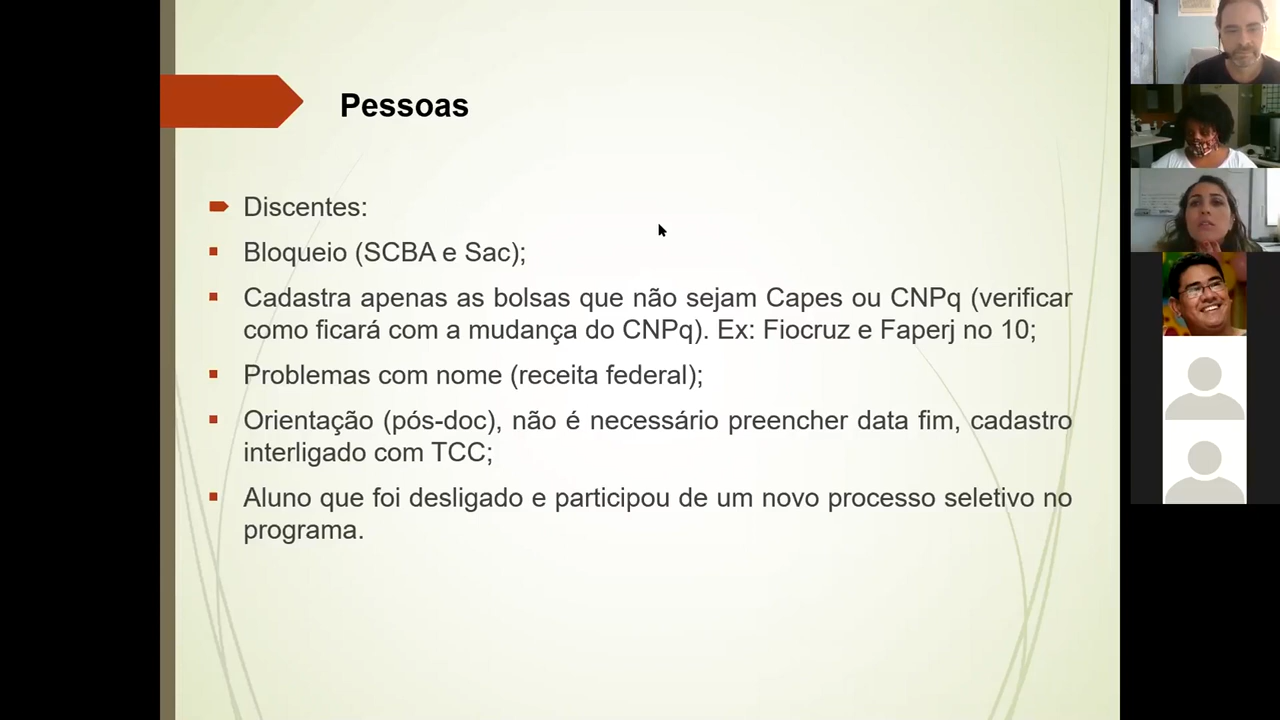 Pessoas
Discentes:
Bloqueio (SCBA e Sac);
Cadastra apenas as bolsas que não sejam Capes ou CNPq (verificar
como ficará com a mudança do CNPq). Ex: Fiocruz e Faperj no 10;
Problemas com nome (receita federal);
Orientação (pós-doc), não é necessário preencher data fim, cadastro
interligado com TCC;
Aluno que foi desligado e participou de um novo processo seletivo no
programa.